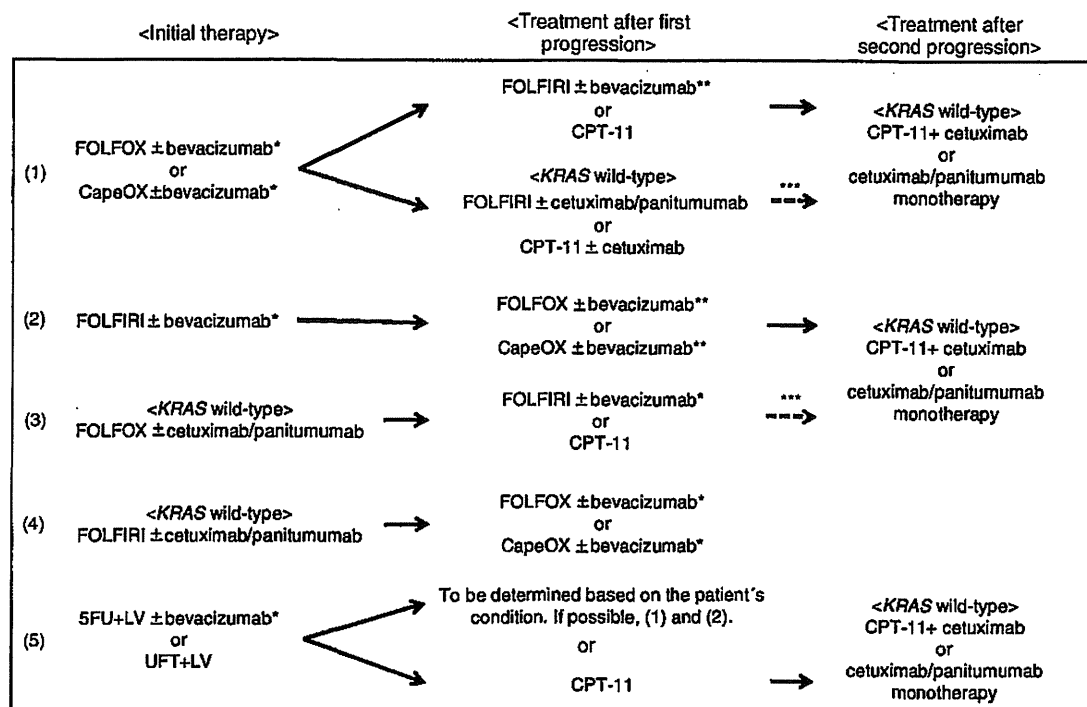 <Initial therapy>
<Treatment after first
progression>
<Treatment after
second progression>
(1)
FOLFOX ±bevacizumab*
or
CapeOX±bevacizumab*
FOLFIRI ± bevacizumab**
or
CPT-11
<KRAS wild-type>
FOLFIRI ± cetuximab/panitumumab
or
CPT-11 ± cetuximab
***
<KRAS wild-type>
CPT-11+ cetuximab
or
cetuximab/panitumumab
monotherapy
(2)
FOLFIRI ± bevacizumab*
FOLFOX ±bevacizumab**
or
CapeOX ±bevacizumab**
<KRAS wild-type>
CPT-11+ cetuximab
or
cetuximab/panitumumab
monotherapy
(3)
<KRAS wild-type>
FOLFOX ±cetuximab/panitumumab
FOLFIRI ±bevacizumab*
or
CPT-11
***
(4)
<KRAS wild-type>
FOLFIRI ±cetuximab/panitumumab
FOLFOX ±bevacizumab*
or
CapeOX ±bevacizumab*
(5)
5FU+LV ±bevacizumab*
or
UFT+LV
To be determined based on the patient's
condition. If possible, (1) and (2).
or
CPT-11
<KRAS wild-type>
CPT-11+ cetuximab
or
cetuximab/panitumumab
monotherapy